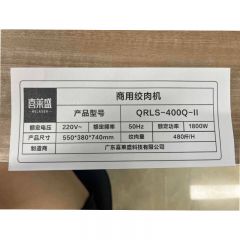 喜莱盛
商用绞肉机
产品型号 QRLS-400Q-II
额定电压 220V~ 额定频率 50Hz 额定功率 1800W
产品尺寸 550*380*740mm 绞肉量 480斤/H
制造商 广东喜莱盛科技有限公司